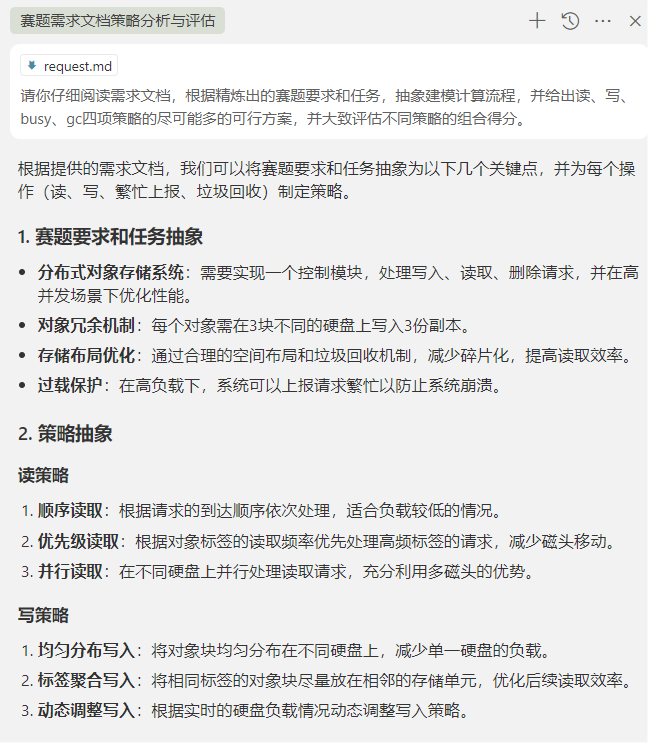 赛题需求文档策略分析与评估
request.md
请你仔细阅读需求文档，根据精炼出的赛题要求和任务，抽象建模计算流程，并给出读、写、
busy、gc四项策略的尽可能多的可行方案，并大致评估不同策略的组合得分。
根据提供的需求文档，我们可以将赛题要求和任务抽象为以下几个关键点，并为每个操
作（读、写、繁忙上报、垃圾回收）制定策略。
1. 赛题要求和任务抽象
• 分布式对象存储系统：需要实现一个控制模块，处理写入、读取、删除请求，并在高
并发场景下优化性能。
• 对象冗余机制：每个对象需在3块不同的硬盘上写入3份副本。
• 存储布局优化：通过合理的空间布局和垃圾回收机制，减少碎片化，提高读取效率。
• 过载保护：在高负载下，系统可以上报请求繁忙以防止系统崩溃。
2. 策略抽象
读策略
1. 顺序读取：根据请求的到达顺序依次处理，适合负载较低的情况。
2. 优先级读取：根据对象标签的读取频率优先处理高频标签的请求，减少磁头移动。
3. 并行读取：在不同硬盘上并行处理读取请求，充分利用多磁头的优势。
写策略
1. 均匀分布写入：将对象块均匀分布在不同硬盘上，减少单一硬盘的负载。
2. 标签聚合写入：将相同标签的对象块尽量放在相邻的存储单元，优化后续读取效率。
3. 动态调整写入：根据实时的硬盘负载情况动态调整写入策略。